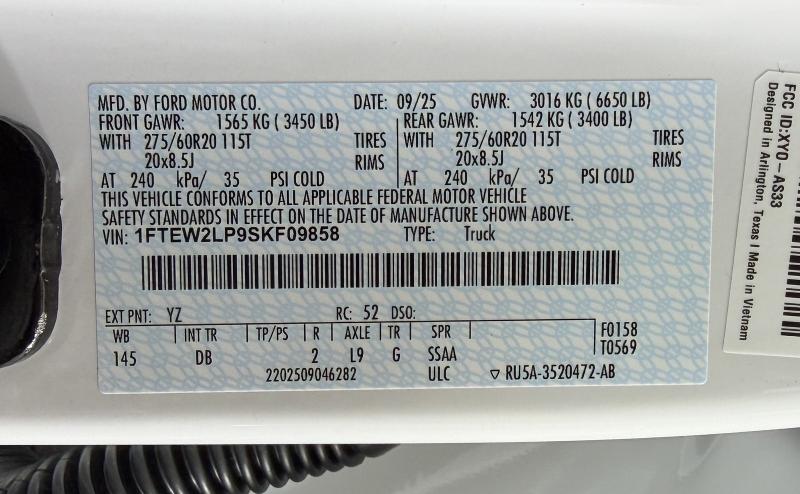 MFD. BY FORD MOTOR CO. DATE: 09/25 GVWR: 3016 KG ( 6650 LB)
FRONT GAWR: 1565 KG ( 3450 LB) REAR GAWR: 1542 KG ( 3400 LB)
WITH 275/60R20 115T TIRES WITH 275/60R20 115T TIRES
20x8.5J RIMS 20x8.5J RIMS
AT 240 kPa/ 35 PSI COLD AT 240 kPa/ 35 PSI COLD
THIS VEHICLE CONFORMS TO ALL APPLICABLE FEDERAL MOTOR VEHICLE
SAFETY STANDARDS IN EFFECT ON THE DATE OF MANUFACTURE SHOWN ABOVE.
VIN: 1FTEW2LP9SKF09858 TYPE: Truck
EXT PNT: YZ RC: 52 DSO:
WB INT TR TP/PS R AXLE TR SPR F0158
145 DB 2 L9 G SSAA T0569
2202509046282 ULC ▽ RU5A-3520472-AB
FCC ID:XYO-AS33
Designed in Arlington, Texas I Made in Vietnam